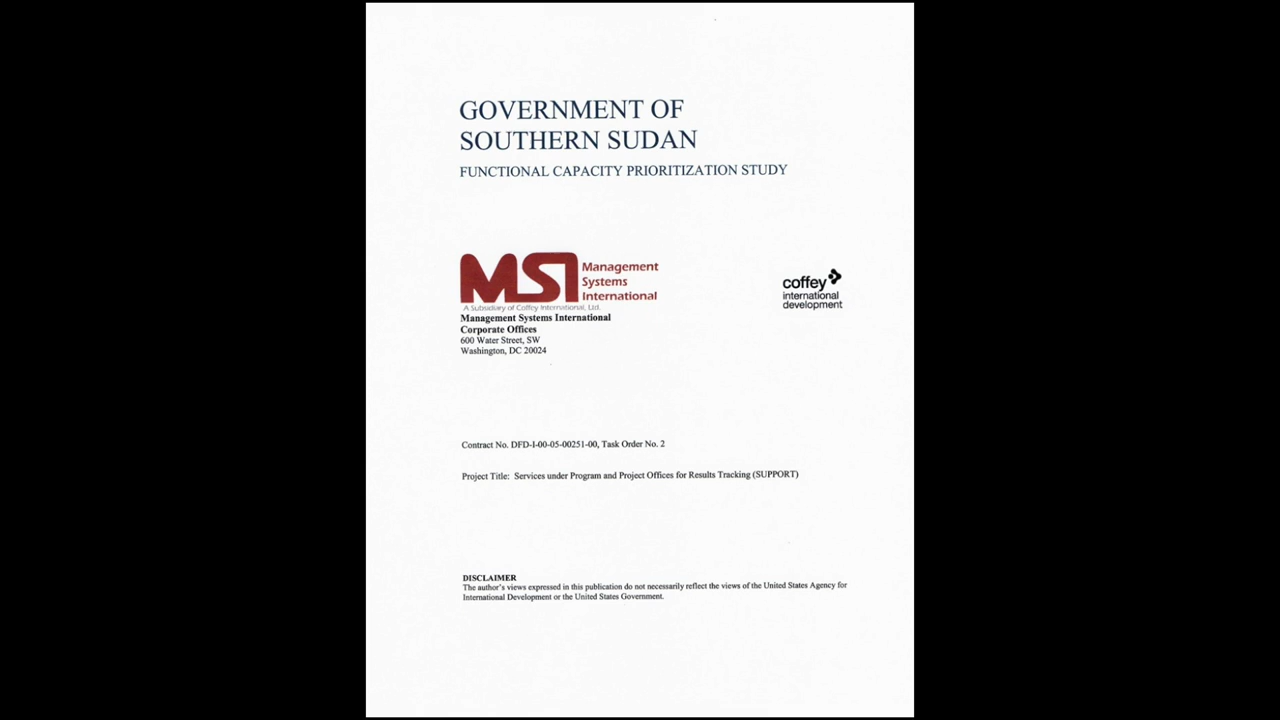 GOVERNMENT OF
SOUTHERN SUDAN
FUNCTIONAL CAPACITY PRIORITIZATION STUDY
MSI Management
Systems
International
A Subsidiary of Coffey International, Ltd.
coffey
international
development
Management Systems International
Corporate Offices
600 Water Street, SW
Washington, DC 20024
Contract No. DFD-I-00-05-00251-00, Task Order No. 2
Project Title: Services under Program and Project Offices for Results Tracking (SUPPORT)
DISCLAIMER
The author's views expressed in this publication do not necessarily reflect the views of the United States Agency for
International Development or the United States Government.